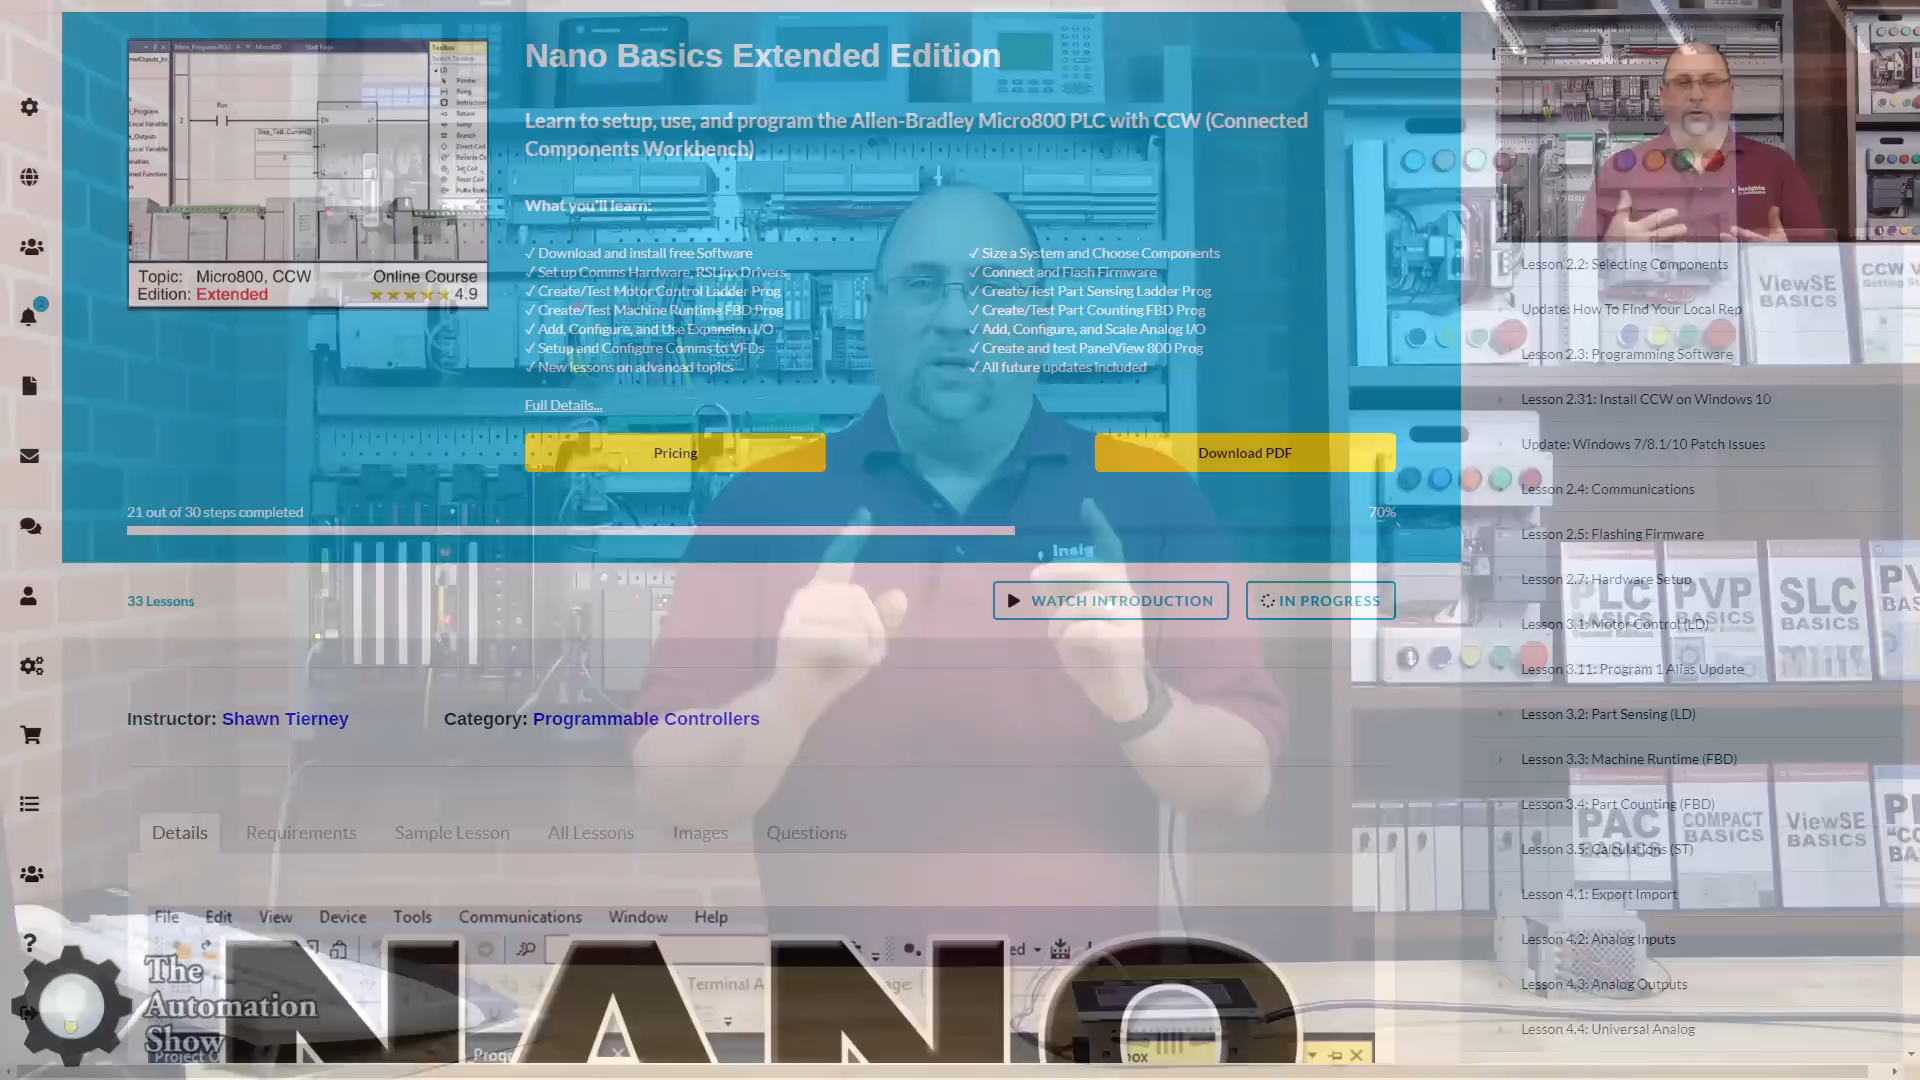 Nano Basics Extended Edition
Learn to setup, use, and program the Allen-Bradley Micro800 PLC with CCW (Connected
Components Workbench)
What you'll learn:
✓ Download and install free Software
✓ Set up Comms Hardware, RSLinx Drivers
✓ Create/Test Motor Control Ladder Prog
✓ Create/Test Machine Runtime FBD Prog
✓ Add, Configure, and Use Expansion I/O
✓ Setup and Configure Comms to VFDs
✓ New lessons on advanced topics
✓ Size a System and Choose Components
✓ Connect and Flash Firmware
✓ Create/Test Part Sensing Ladder Prog
✓ Create/Test Part Counting FBD Prog
✓ Add, Configure, and Scale Analog I/O
✓ Create and test PanelView 800 Prog
✓ All future updates included
Full Details...
Pricing
Download PDF
Topic: Micro800, CCW
Edition: Extended
Online Course
4.9
21 out of 30 steps completed
70%
33 Lessons
WATCH INTRODUCTION
IN PROGRESS
Instructor: Shawn Tierney
Category: Programmable Controllers
Details
Requirements
Sample Lesson
All Lessons
Images
Questions
File Edit View Device Tools Communications Window Help
Terminal A
The
Automation
Show
NANO
Insights
Lesson 2.2: Selecting Components
Update: How To Find Your Local Rep
Lesson 2.3: Programming Software
Lesson 2.31: Install CCW on Windows 10
Update: Windows 7/8.1/10 Patch Issues
Lesson 2.4: Communications
Lesson 2.5: Flashing Firmware
Lesson 2.7: Hardware Setup
Lesson 3.1: Motor Control (LD)
Lesson 3.11: Program 1 Alias Update
Lesson 3.2: Part Sensing (LD)
Lesson 3.3: Machine Runtime (FBD)
Lesson 3.4: Part Counting (FBD)
Lesson 3.5: Calculations (ST)
Lesson 4.1: Export Import
Lesson 4.2: Analog Inputs
Lesson 4.3: Analog Outputs
Lesson 4.4: Universal Analog
ViewSE
BASICS
PLC
BASICS
PVP
BASICS
SLC
BASICS
PAC
BASICS
COMPACT
BASICS
ViewSE
BASICS